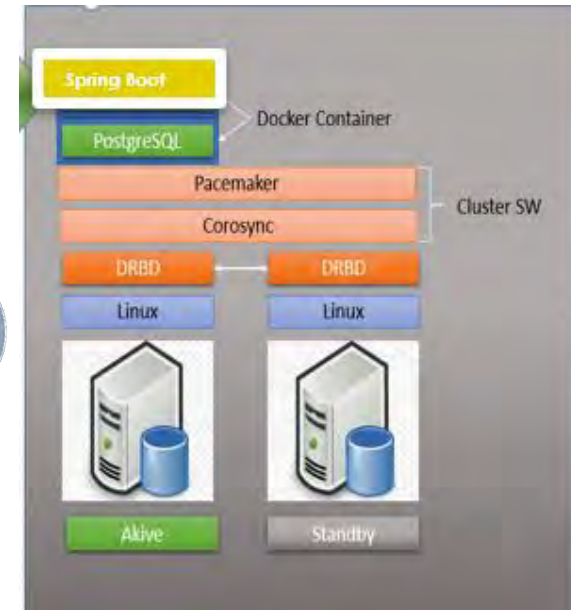 Spring Boot
Docker Container
PostgreSQL
Pacemaker
Cluster SW
Corosync
DRBD
DRBD
Linux
Linux
Akive
Standby